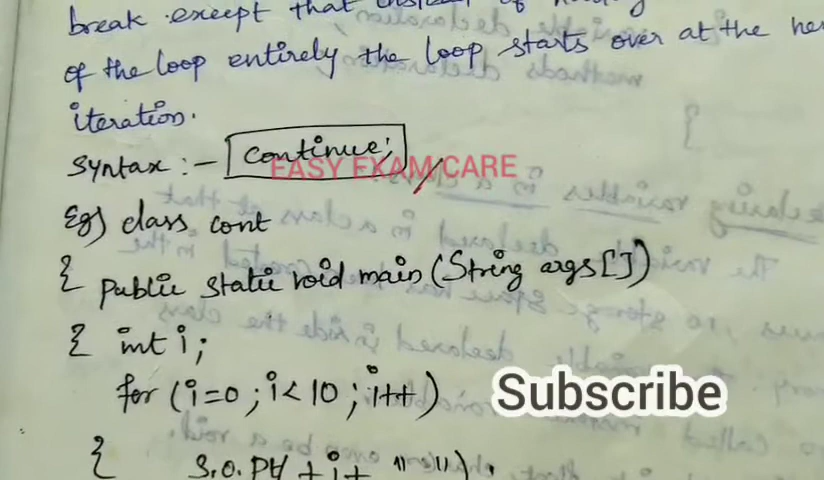 break except that instead of
of the loop entirely the loop starts over at the
iteration.
Syntax :- continue;
EASY EXAM CARE
Eg) class cont
{ public static void main (String args[])
{ int i;
for (i=0 ; i<10 ; i++)
Subscribe
{ S.O.P